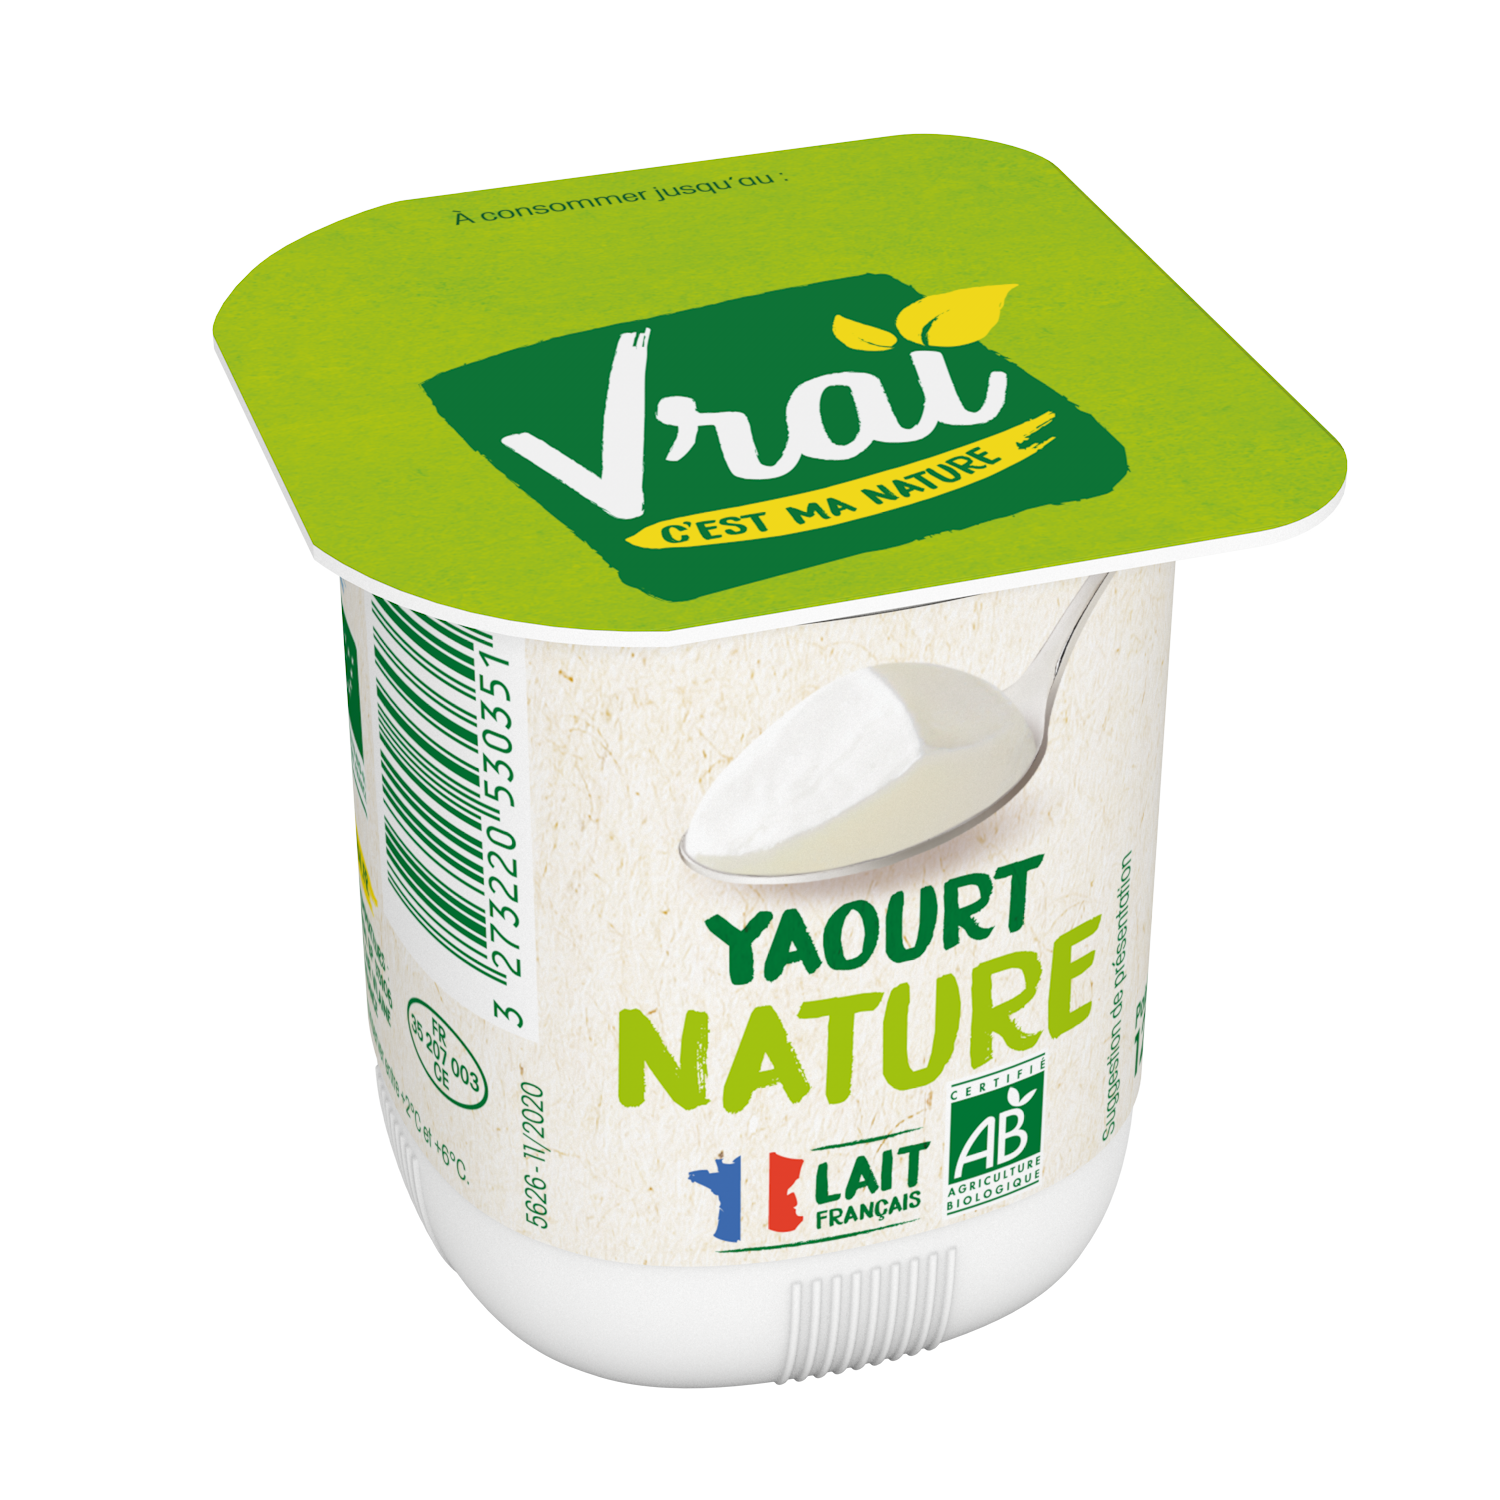 À consommer jusqu'au :
Vrai
C'EST MA NATURE
YAOURT
NATURE
LAIT
FRANÇAIS
CERTIFIÉ
AB
AGRICULTURE
BIOLOGIQUE
Suggestion de présentation
3 273220 530351
FR
35 207 003
CE
+2°C et +6°C.
5626 - 11/2020